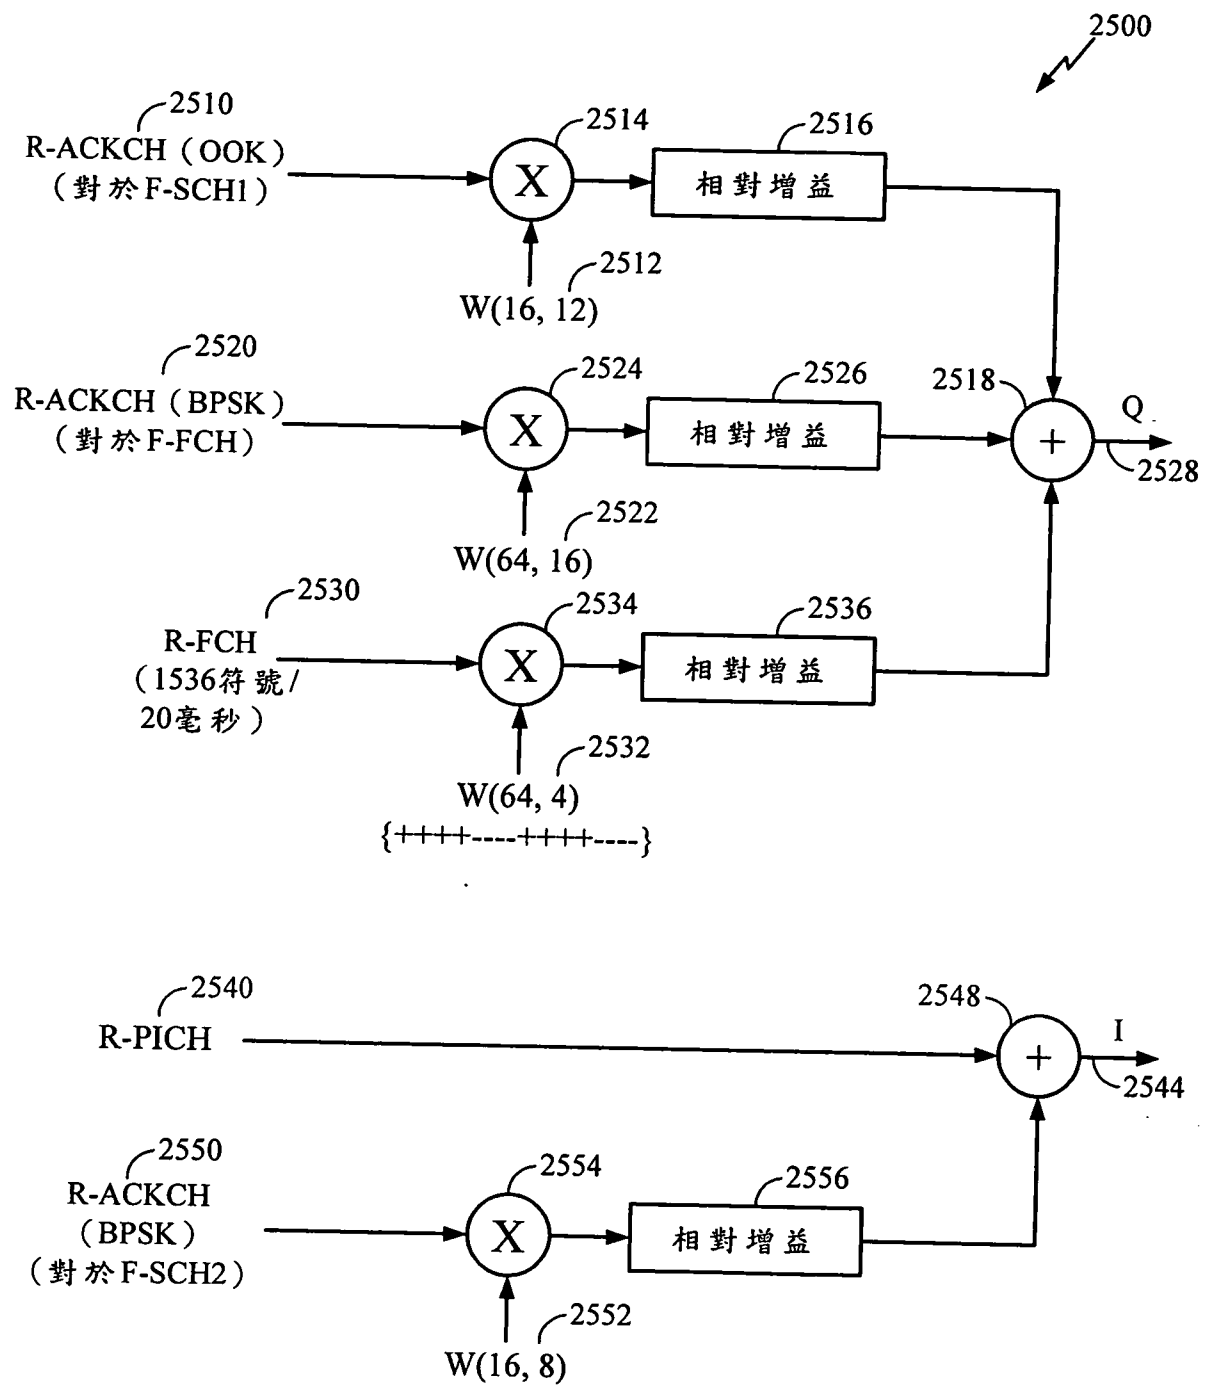 2500
2510
R-ACKCH（OOK）
（對於F-SCH1）
2514
X
2516
相對增益
2512
W(16, 12)
2520
R-ACKCH（BPSK）
（對於F-FCH）
2524
X
2526
相對增益
2518
+
Q
2528
2522
W(64, 16)
2530
R-FCH
（1536符號/
20毫秒）
2534
X
2536
相對增益
2532
W(64, 4)
{++++----++++----}
2540
R-PICH
2548
+
I
2544
2550
R-ACKCH
（BPSK）
（對於F-SCH2）
2554
X
2556
相對增益
2552
W(16, 8)